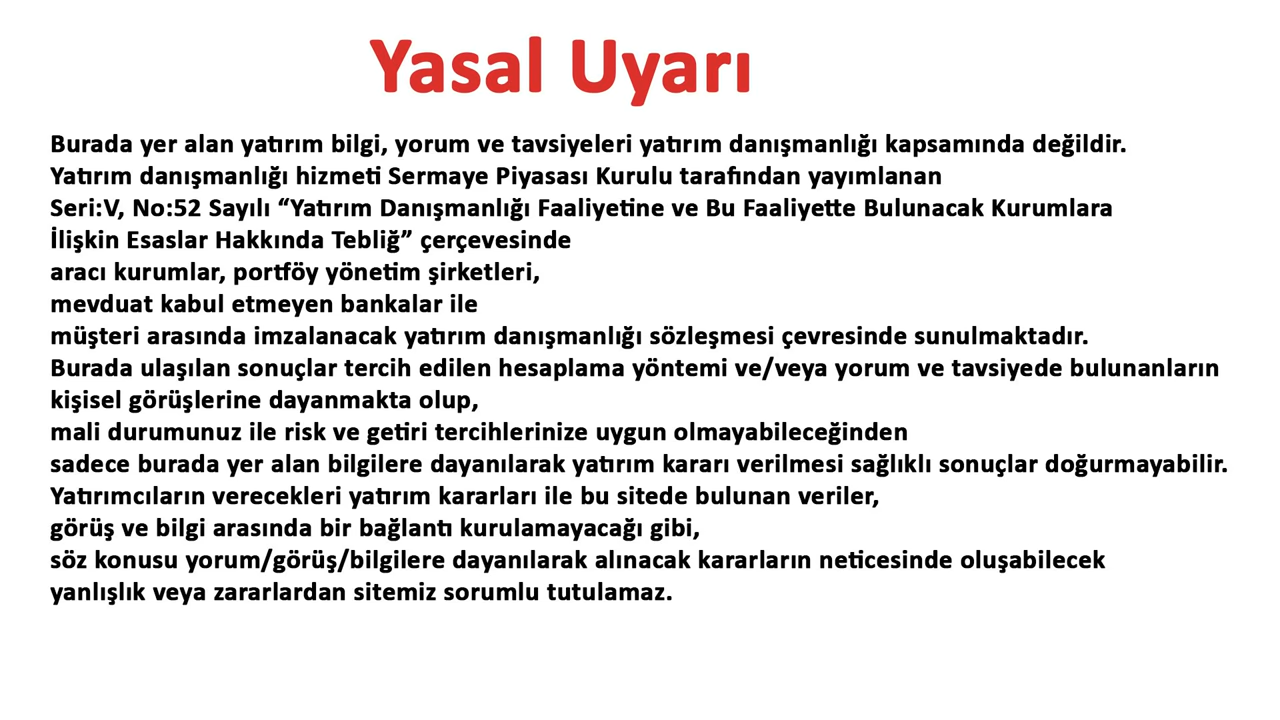 Yasal Uyarı
Burada yer alan yatırım bilgi, yorum ve tavsiyeleri yatırım danışmanlığı kapsamında değildir.
Yatırım danışmanlığı hizmeti Sermaye Piyasası Kurulu tarafından yayımlanan
Seri:V, No:52 Sayılı “Yatırım Danışmanlığı Faaliyetine ve Bu Faaliyette Bulunacak Kurumlara
İlişkin Esaslar Hakkında Tebliğ” çerçevesinde
aracı kurumlar, portföy yönetim şirketleri,
mevduat kabul etmeyen bankalar ile
müşteri arasında imzalanacak yatırım danışmanlığı sözleşmesi çevresinde sunulmaktadır.
Burada ulaşılan sonuçlar tercih edilen hesaplama yöntemi ve/veya yorum ve tavsiyede bulunanların
kişisel görüşlerine dayanmakta olup,
mali durumunuz ile risk ve getiri tercihlerinize uygun olmayabileceğinden
sadece burada yer alan bilgilere dayanılarak yatırım kararı verilmesi sağlıklı sonuçlar doğurmayabilir.
Yatırımcıların verecekleri yatırım kararları ile bu sitede bulunan veriler,
görüş ve bilgi arasında bir bağlantı kurulamayacağı gibi,
söz konusu yorum/görüş/bilgilere dayanılarak alınacak kararların neticesinde oluşabilecek
yanlışlık veya zararlardan sitemiz sorumlu tutulamaz.